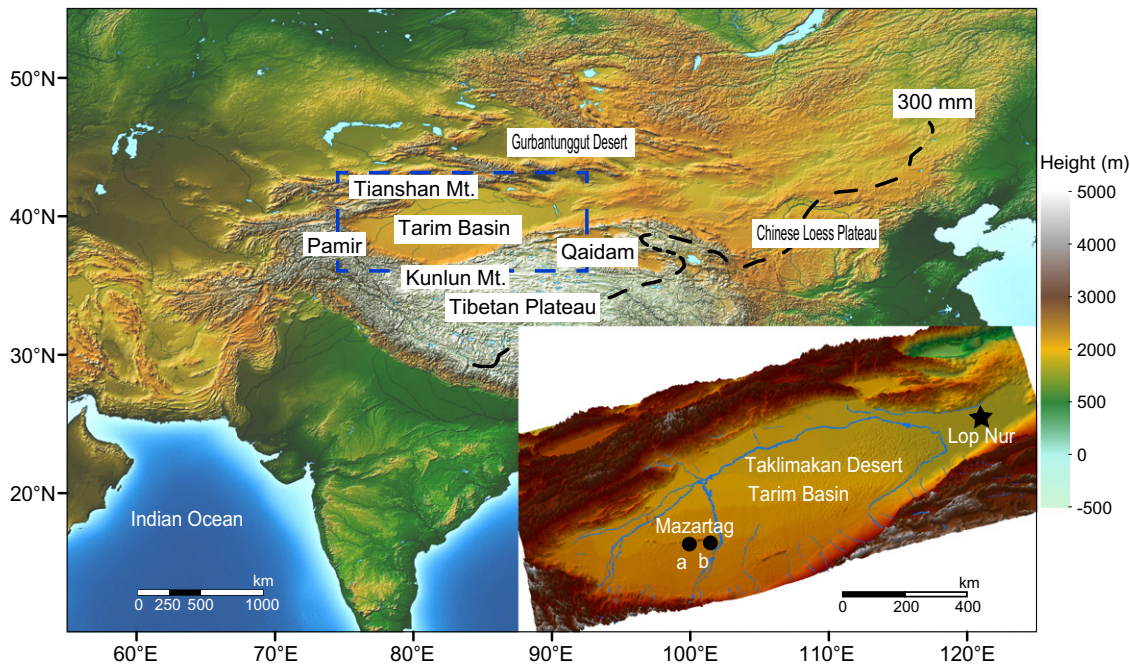 50°N
40°N
30°N
20°N
60°E
70°E
80°E
90°E
100°E
110°E
120°E
300 mm
Gurbantunggut Desert
Tianshan Mt.
Tarim Basin
Pamir
Qaidam
Chinese Loess Plateau
Kunlun Mt.
Tibetan Plateau
Indian Ocean
km
0 250 500 1000
Lop Nur
Taklimakan Desert
Tarim Basin
Mazartag
a b
km
0 200 400
Height (m)
5000
4000
3000
2000
1000
500
0
-500